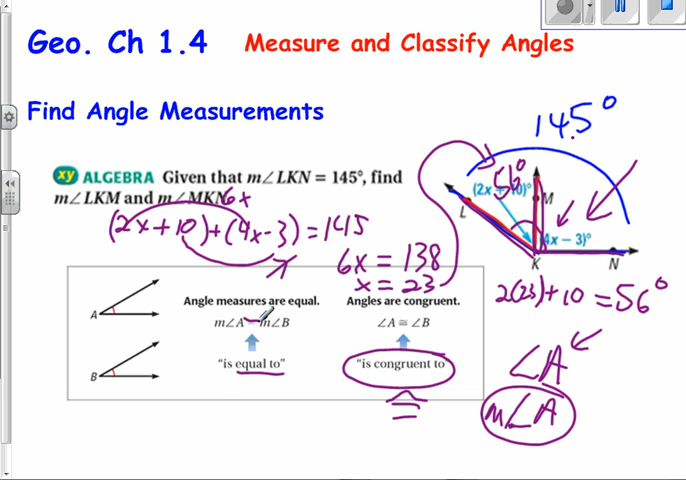 Geo. Ch 1.4 Measure and Classify Angles
Find Angle Measurements
145°
xy ALGEBRA Given that m∠LKN = 145°, find
m∠LKM and m∠MKN
6x
(2x+10)+(4x-3)=145
6x = 138
x = 23
56°
(2x + 10)°
L
M
4x − 3)°
K
N
2(23)+10 = 56°
Angle measures are equal.
Angles are congruent.
A
m∠A m∠B
∠A ≅ ∠B
B
"is equal to"
"is congruent to
≅
∠A
m∠A